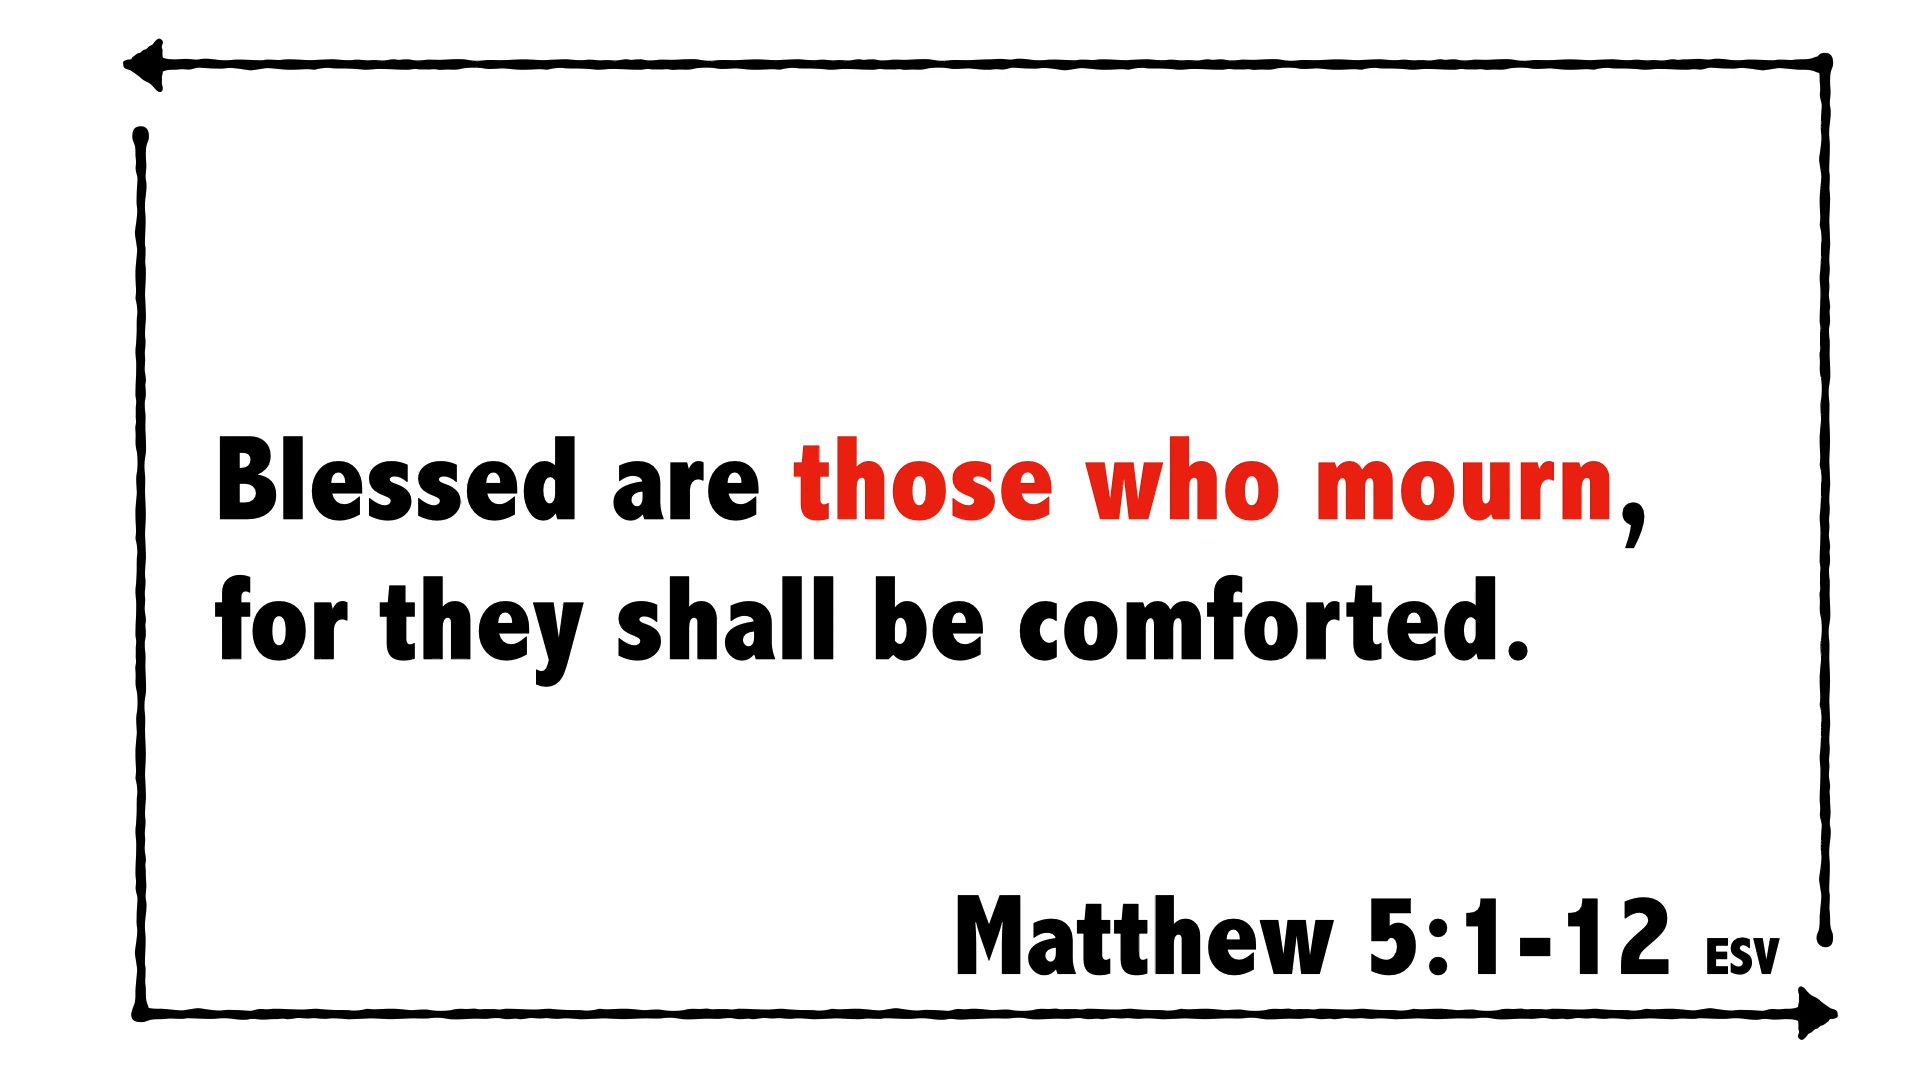 Blessed are those who mourn,
for they shall be comforted.
Matthew 5:1-12 ESV